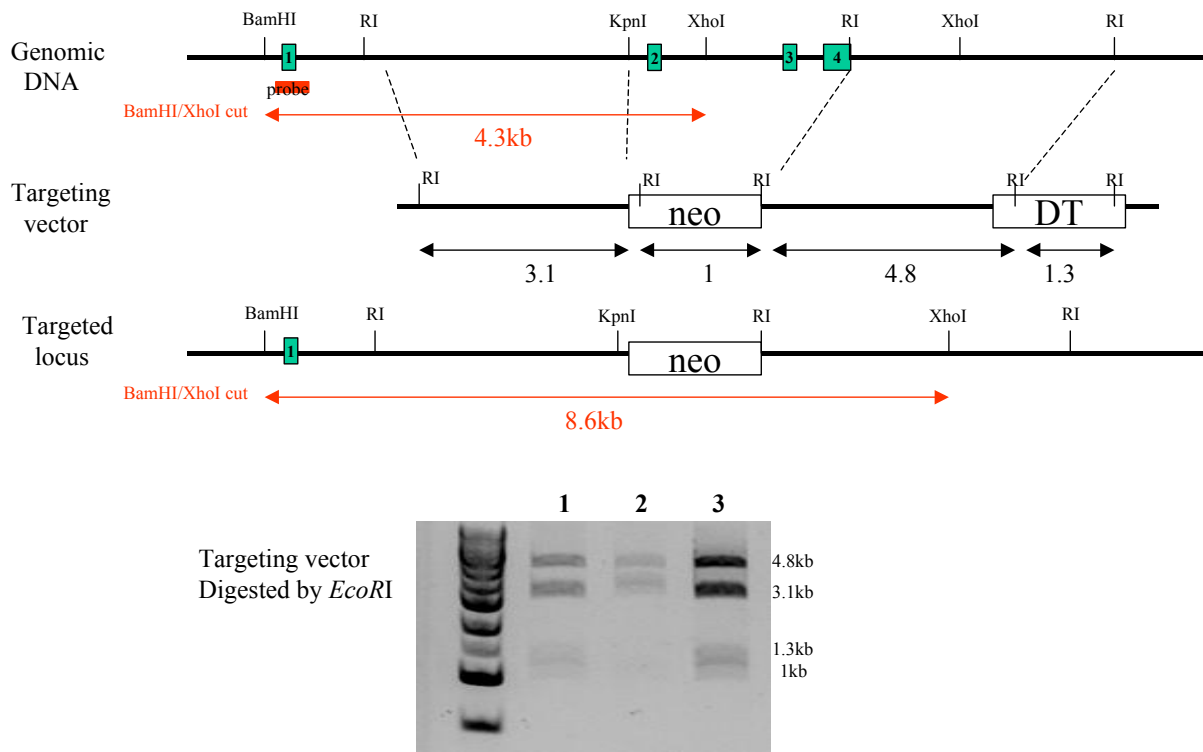 BamHI RI KpnI XhoI RI XhoI RI
Genomic
DNA
1 2 3 4
probe
BamHI/XhoI cut
4.3kb
Targeting
vector
RI RI RI RI RI
neo DT
3.1 1 4.8 1.3
Targeted
locus
BamHI RI KpnI RI XhoI RI
1
neo
BamHI/XhoI cut
8.6kb
1 2 3
Targeting vector
Digested by EcoRI
4.8kb
3.1kb
1.3kb
1kb